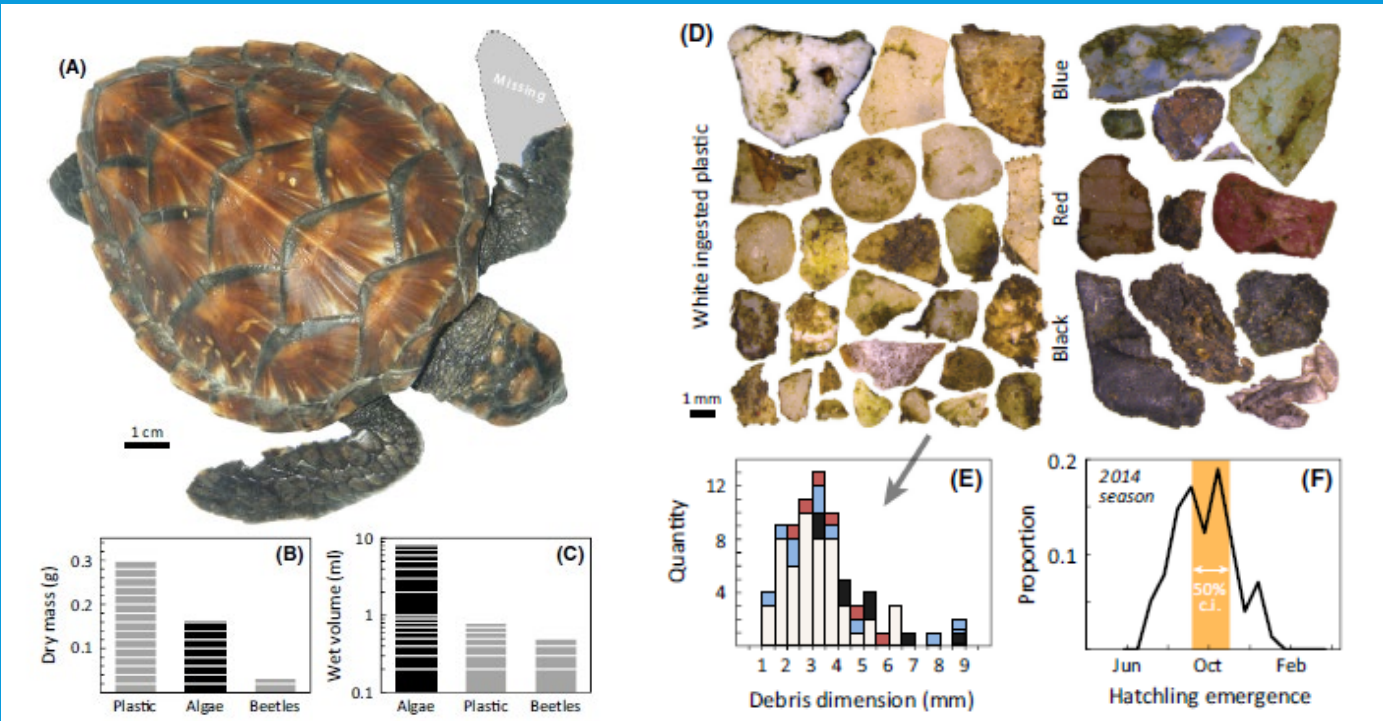 (A)
Missing
1 cm
(B)
Dry mass (g)
0.3
0.2
0.1
Plastic
Algae
Beetles
(C)
Wet volume (ml)
10
1
0.1
Algae
Plastic
Beetles
(D)
White ingested plastic
Blue
Red
Black
1 mm
(E)
Quantity
12
8
4
1
2
3
4
5
6
7
8
9
Debris dimension (mm)
(F)
2014
season
Proportion
0.2
0.1
50%
c.i.
Jun
Oct
Feb
Hatchling emergence